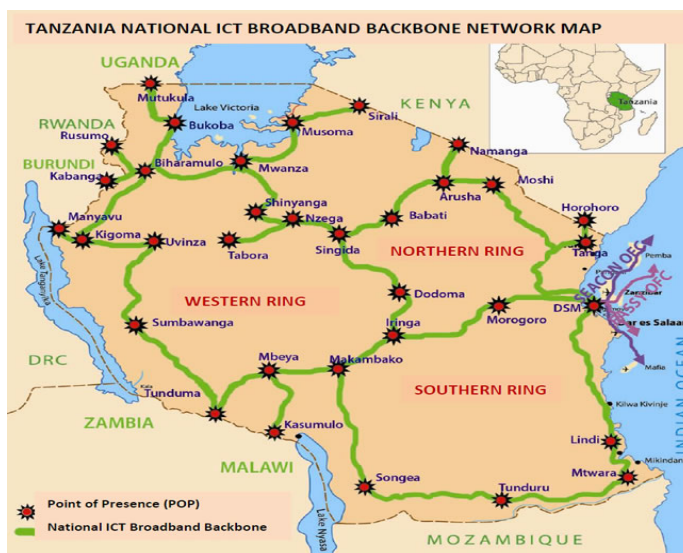 TANZANIA NATIONAL ICT BROADBAND BACKBONE NETWORK MAP
UGANDA
Mutukula
Lake Victoria
KENYA
Tanzania
RWANDA
Rusumo
Bukoba
Musoma
Sirali
Namanga
BURUNDI
Kabanga
Biharamulo
Mwanza
Arusha
Moshi
Manyavu
Shinyanga
Nzega
Babati
Horohoro
Kigoma
Uvinza
Tabora
Singida
NORTHERN RING
Tanga
Pemba
SEACON OFC
Lake Tanganyika
WESTERN RING
Dodoma
DSM
Zanzibar
EASSY OFC
Sumbawanga
Iringa
Morogoro
Dar es Salaam
DRC
Mbeya
Makambako
Mafia
Kala
Tunduma
SOUTHERN RING
INDIAN OCEAN
ZAMBIA
Kasumulo
Kilwa Kivinje
MALAWI
Lindi
Mikindani
Songea
Tunduru
Mtwara
Point of Presence (POP)
National ICT Broadband Backbone
Lake Nyasa
MOZAMBIQUE